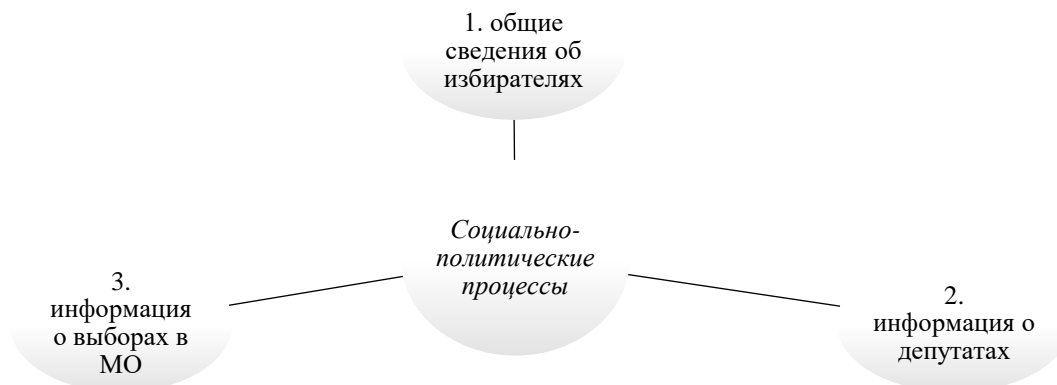 1. общие
сведения об
избирателях
Социально-
политические
процессы
3.
информация
о выборах в
МО
2.
информация о
депутатах